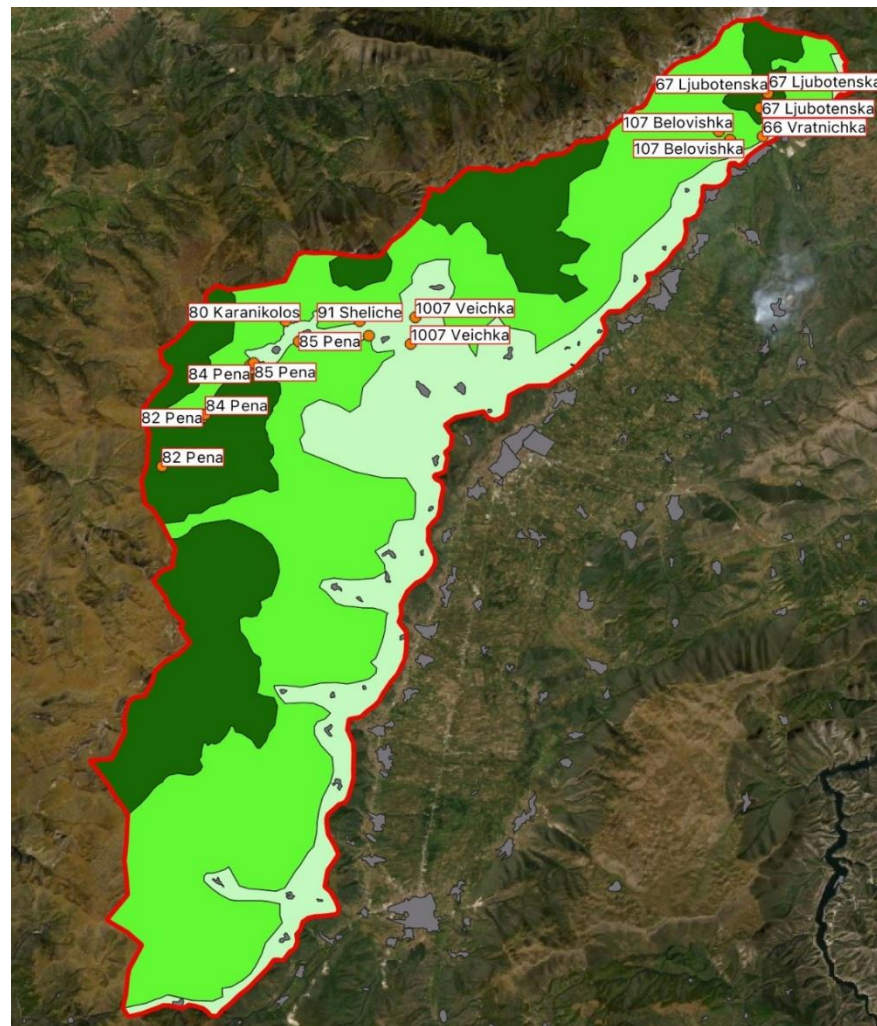 67 Ljubotenska
67 Ljubotenska
67 Ljubotenska
107 Belovishka
66 Vratnichka
107 Belovishka
80 Karanikolos
91 Sheliche
1007 Veichka
85 Pena
1007 Veichka
84 Pena
85 Pena
84 Pena
82 Pena
82 Pena